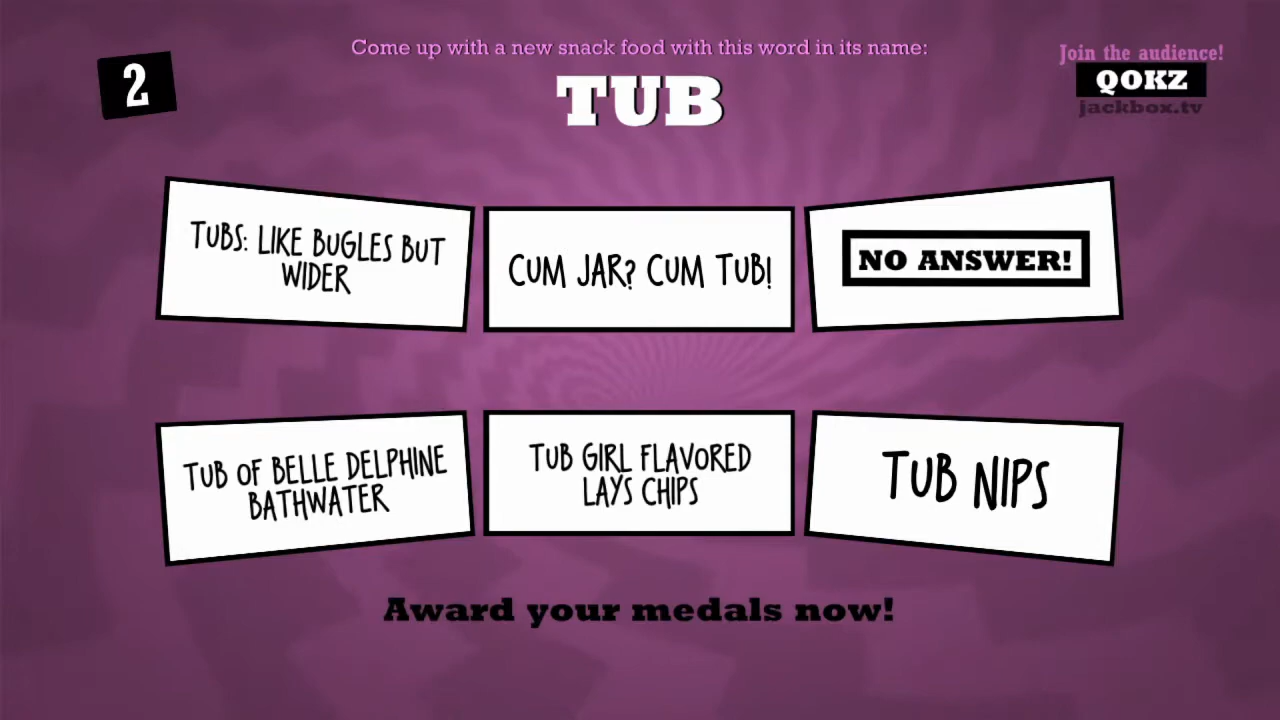 Come up with a new snack food with this word in its name:
TUB
2
Join the audience!
QOKZ
jackbox.tv
TUBS: LIKE BUGLES BUT
WIDER
CUM JAR? CUM TUB!
NO ANSWER!
TUB OF BELLE DELPHINE
BATHWATER
TUB GIRL FLAVORED
LAYS CHIPS
TUB NIPS
Award your medals now!